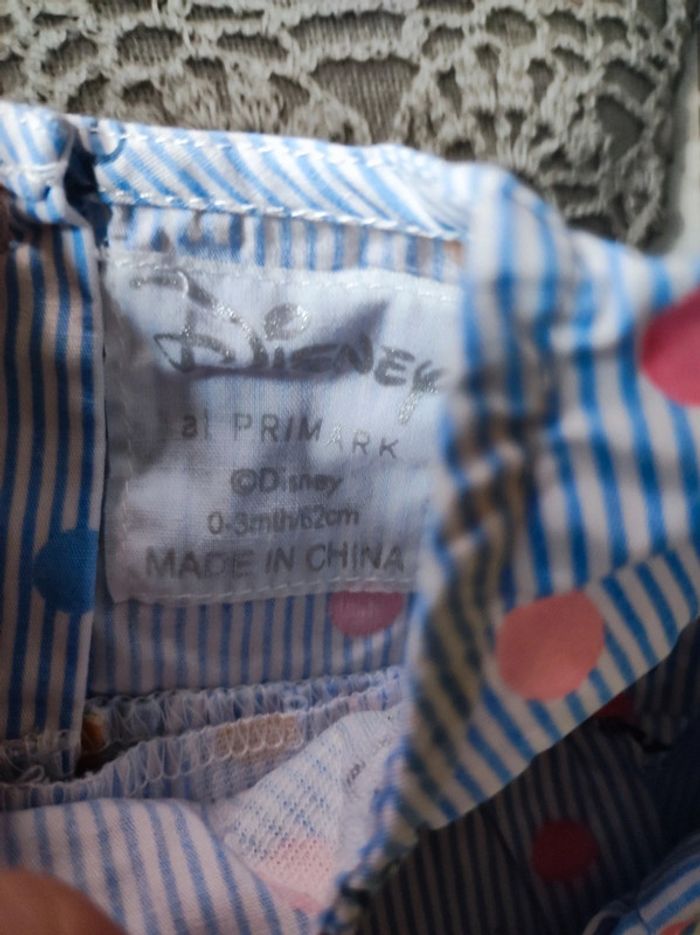 Disney
at PRIMARK
©Disney
0-3mth/62cm
MADE IN CHINA